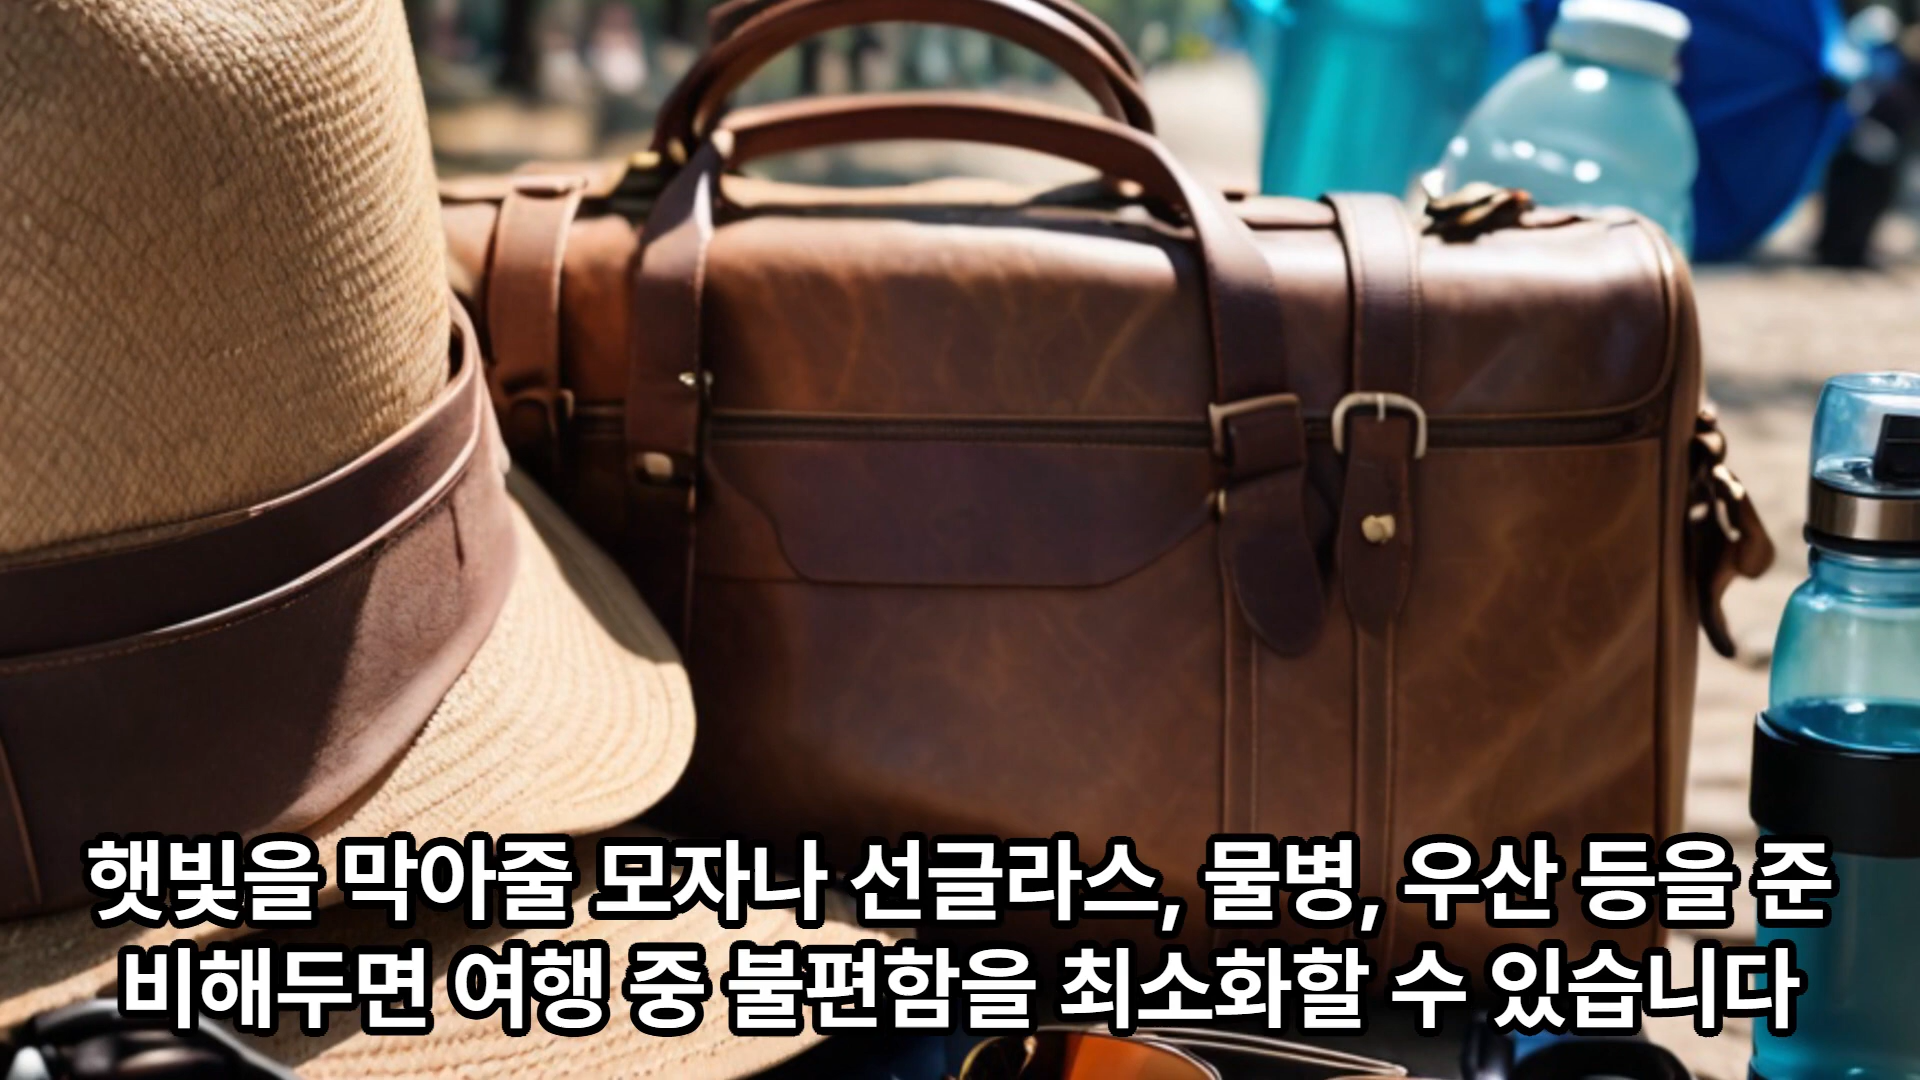 햇빛을 막아줄 모자나 선글라스, 물병, 우산 등을 준
비해두면 여행 중 불편함을 최소화할 수 있습니다